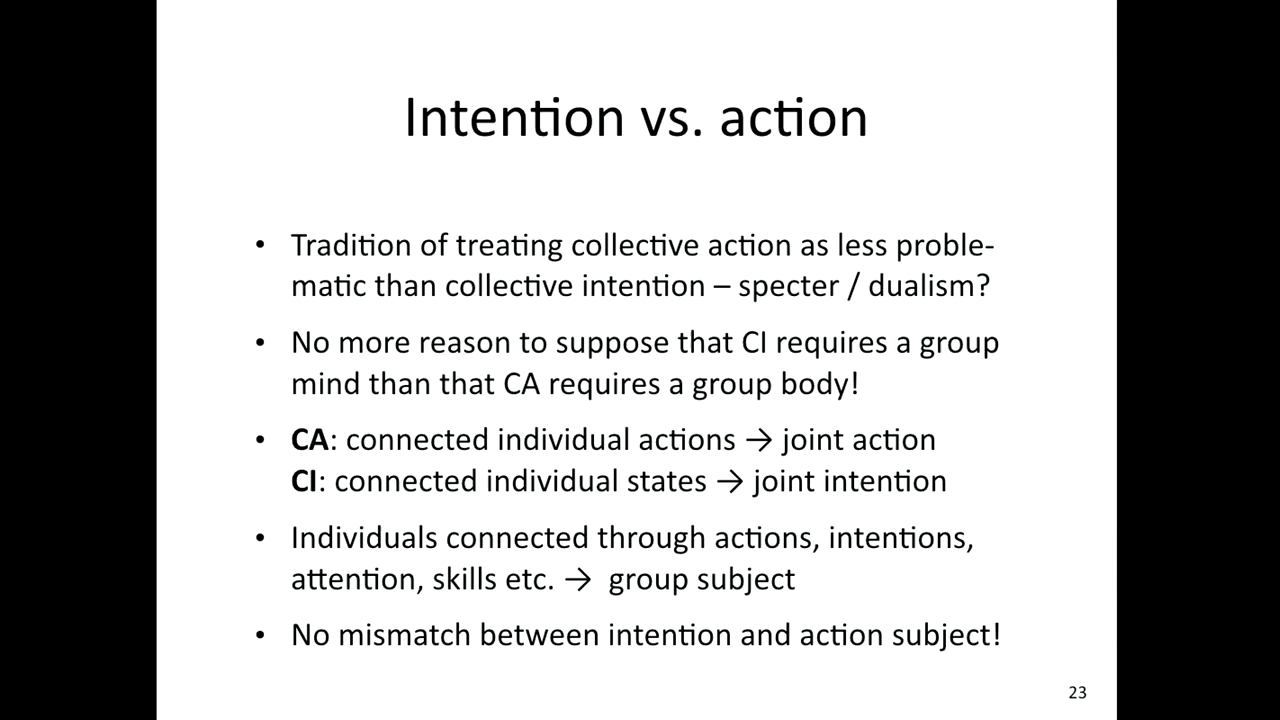 Intention vs. action
• Tradition of treating collective action as less proble-
matic than collective intention – specter / dualism?
• No more reason to suppose that CI requires a group
mind than that CA requires a group body!
• CA: connected individual actions → joint action
CI: connected individual states → joint intention
• Individuals connected through actions, intentions,
attention, skills etc. → group subject
• No mismatch between intention and action subject!
23